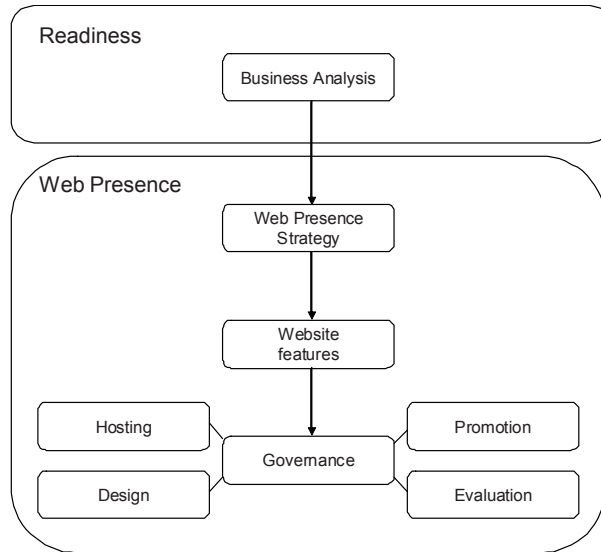 Readiness
Business Analysis
Web Presence
Web Presence
Strategy
Website
features
Hosting
Promotion
Governance
Design
Evaluation